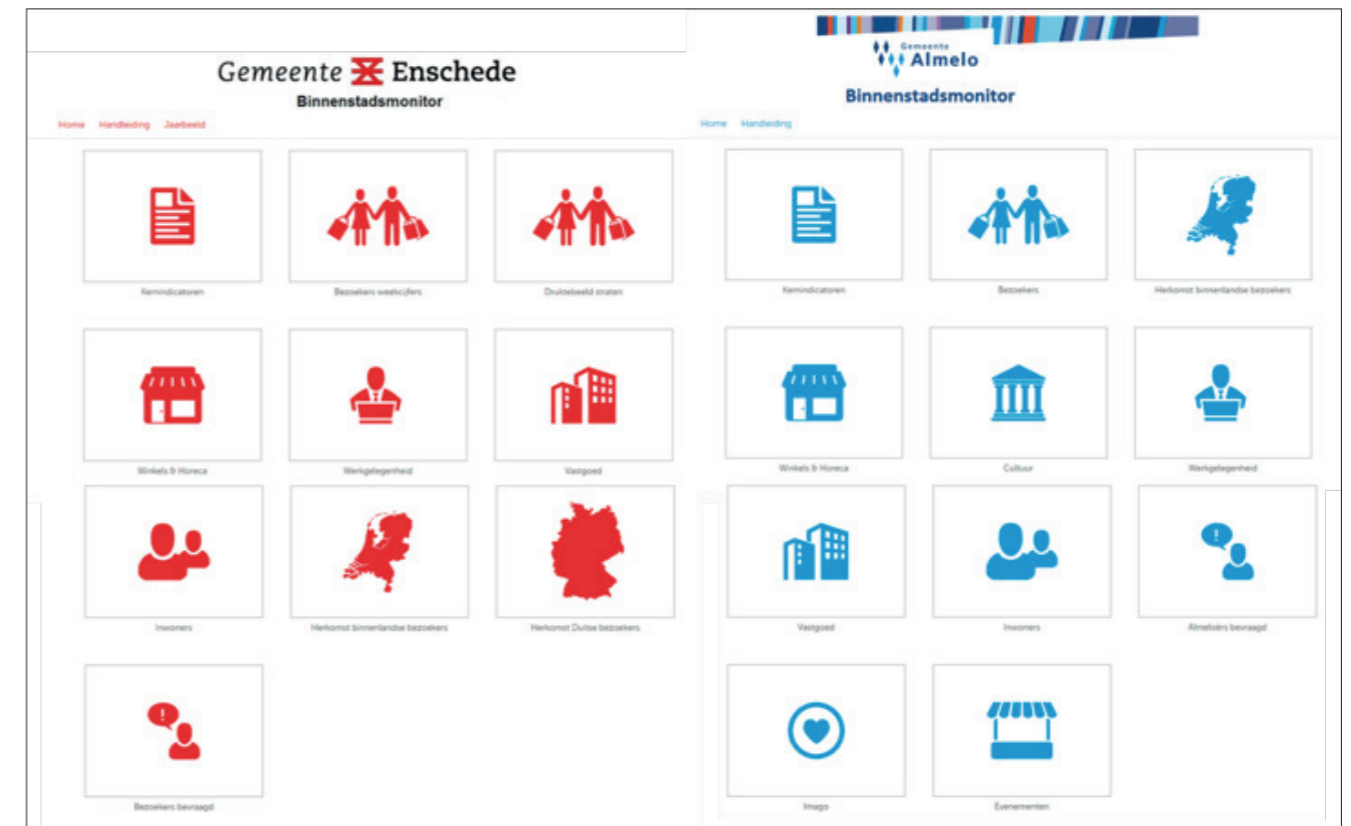 Gemeente Enschede
Binnenstadsmonitor
Home Handleiding Jaarbeeld
Kernindicatoren
Bezoekers weekcijfers
Druktebeeld straten
Winkels & Horeca
Werkgelegenheid
Vastgoed
Inwoners
Herkomst binnenlandse bezoekers
Herkomst Duitse bezoekers
!
Bezoekers bevraagd
Gemeente
Almelo
Binnenstadsmonitor
Home Handleiding
Kernindicatoren
Bezoekers
Herkomst binnenlandse bezoekers
Winkels & Horeca
Cultuur
Werkgelegenheid
Vastgoed
Inwoners
!
Almeloërs bevraagd
Imago
Evenementen